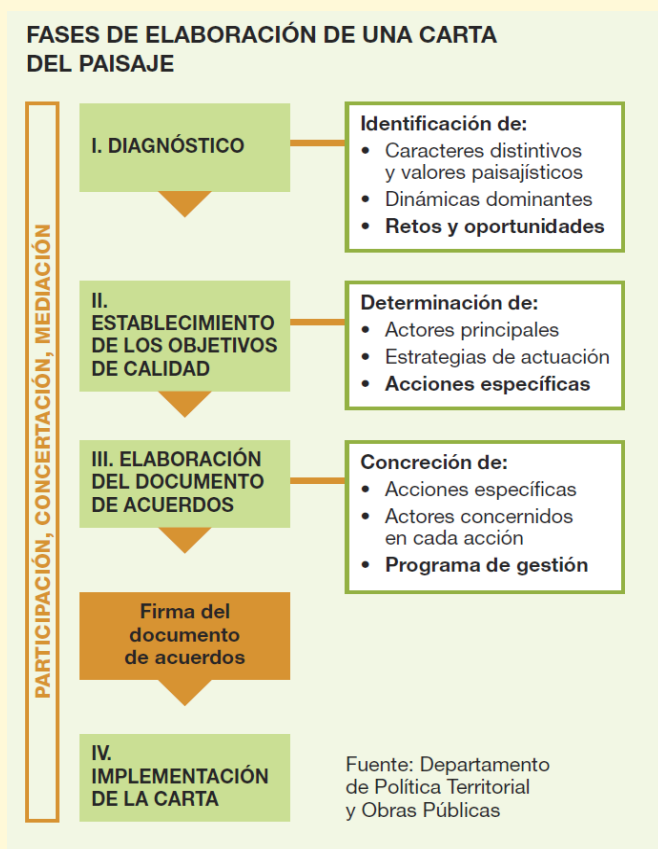 FASES DE ELABORACIÓN DE UNA CARTA
DEL PAISAJE
PARTICIPACIÓN, CONCERTACIÓN, MEDIACIÓN
I. DIAGNÓSTICO
Identificación de:
• Caracteres distintivos
y valores paisajísticos
• Dinámicas dominantes
• Retos y oportunidades
II.
ESTABLECIMIENTO
DE LOS OBJETIVOS
DE CALIDAD
Determinación de:
• Actores principales
• Estrategias de actuación
• Acciones específicas
III. ELABORACIÓN
DEL DOCUMENTO
DE ACUERDOS
Concreción de:
• Acciones específicas
• Actores concernidos
en cada acción
• Programa de gestión
Firma del
documento
de acuerdos
IV.
IMPLEMENTACIÓN
DE LA CARTA
Fuente: Departamento
de Política Territorial
y Obras Públicas